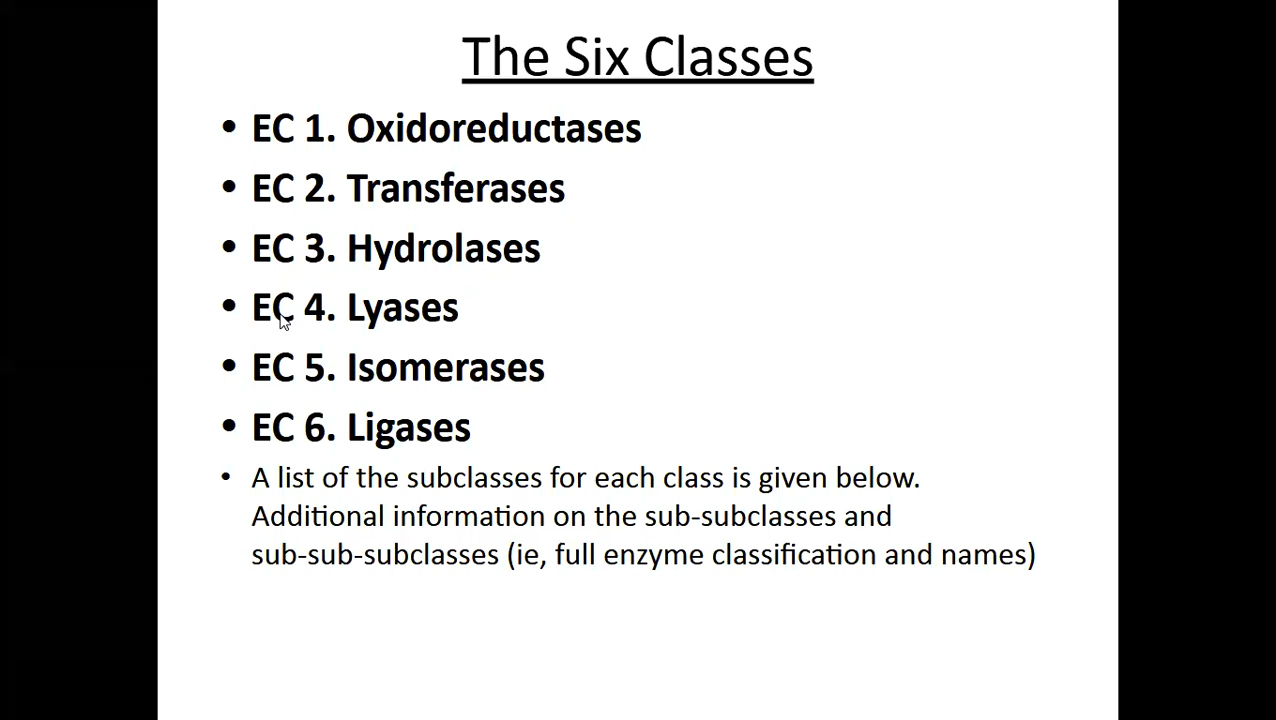 The Six Classes
• EC 1. Oxidoreductases
• EC 2. Transferases
• EC 3. Hydrolases
• EC 4. Lyases
• EC 5. Isomerases
• EC 6. Ligases
• A list of the subclasses for each class is given below.
Additional information on the sub-subclasses and
sub-sub-subclasses (ie, full enzyme classification and names)